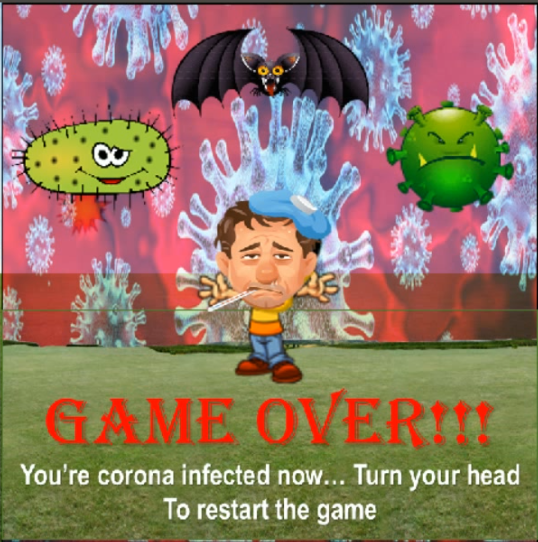 GAME OVER!!!
You're corona infected now... Turn your head
To restart the game